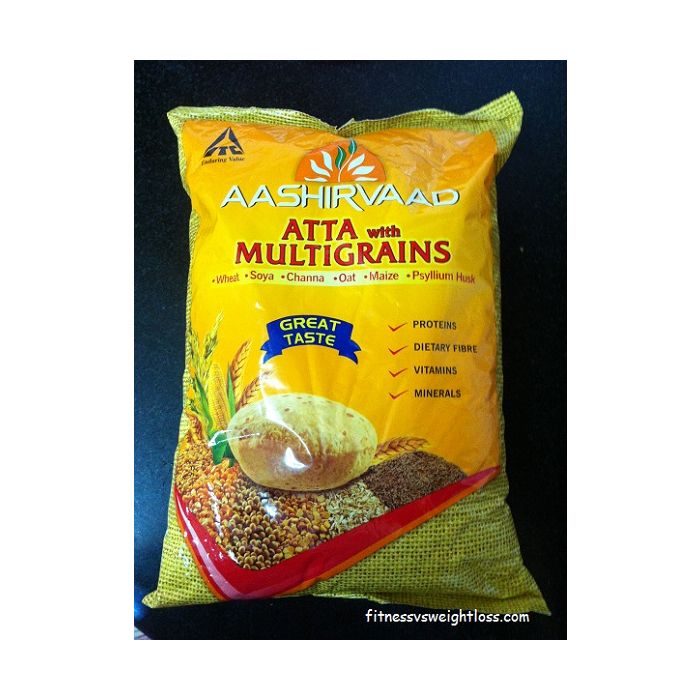 ITC
Enduring Value
AASHIRVAAD
ATTA with
MULTIGRAINS
•Wheat •Soya •Channa •Oat •Maize •Psyllium Husk
GREAT
TASTE
PROTEINS
DIETARY FIBRE
VITAMINS
MINERALS
fitnessvsweightloss.com